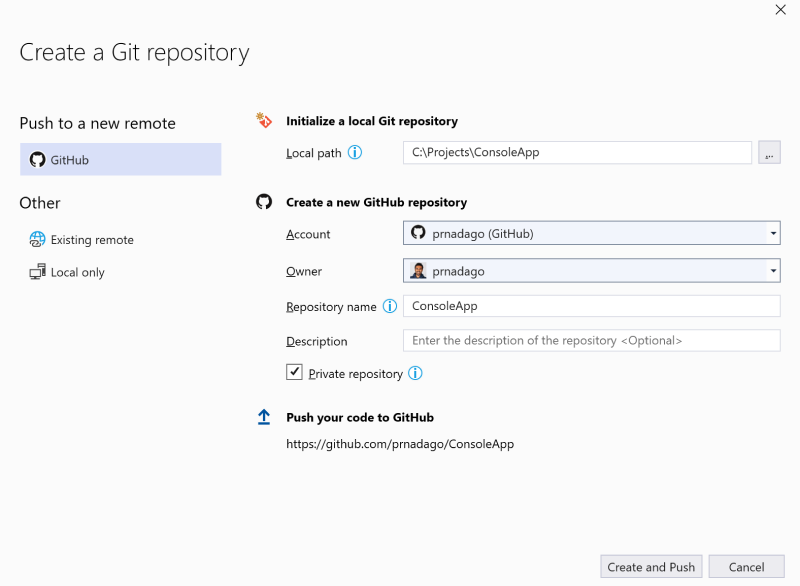 Create a Git repository
Push to a new remote
GitHub
Other
Existing remote
Local only
Initialize a local Git repository
Local path
C:\Projects\ConsoleApp
...
Create a new GitHub repository
Account
prnadago (GitHub)
Owner
prnadago
Repository name
ConsoleApp
Description
Enter the description of the repository <Optional>
Private repository
Push your code to GitHub
https://github.com/prnadago/ConsoleApp
Create and Push
Cancel